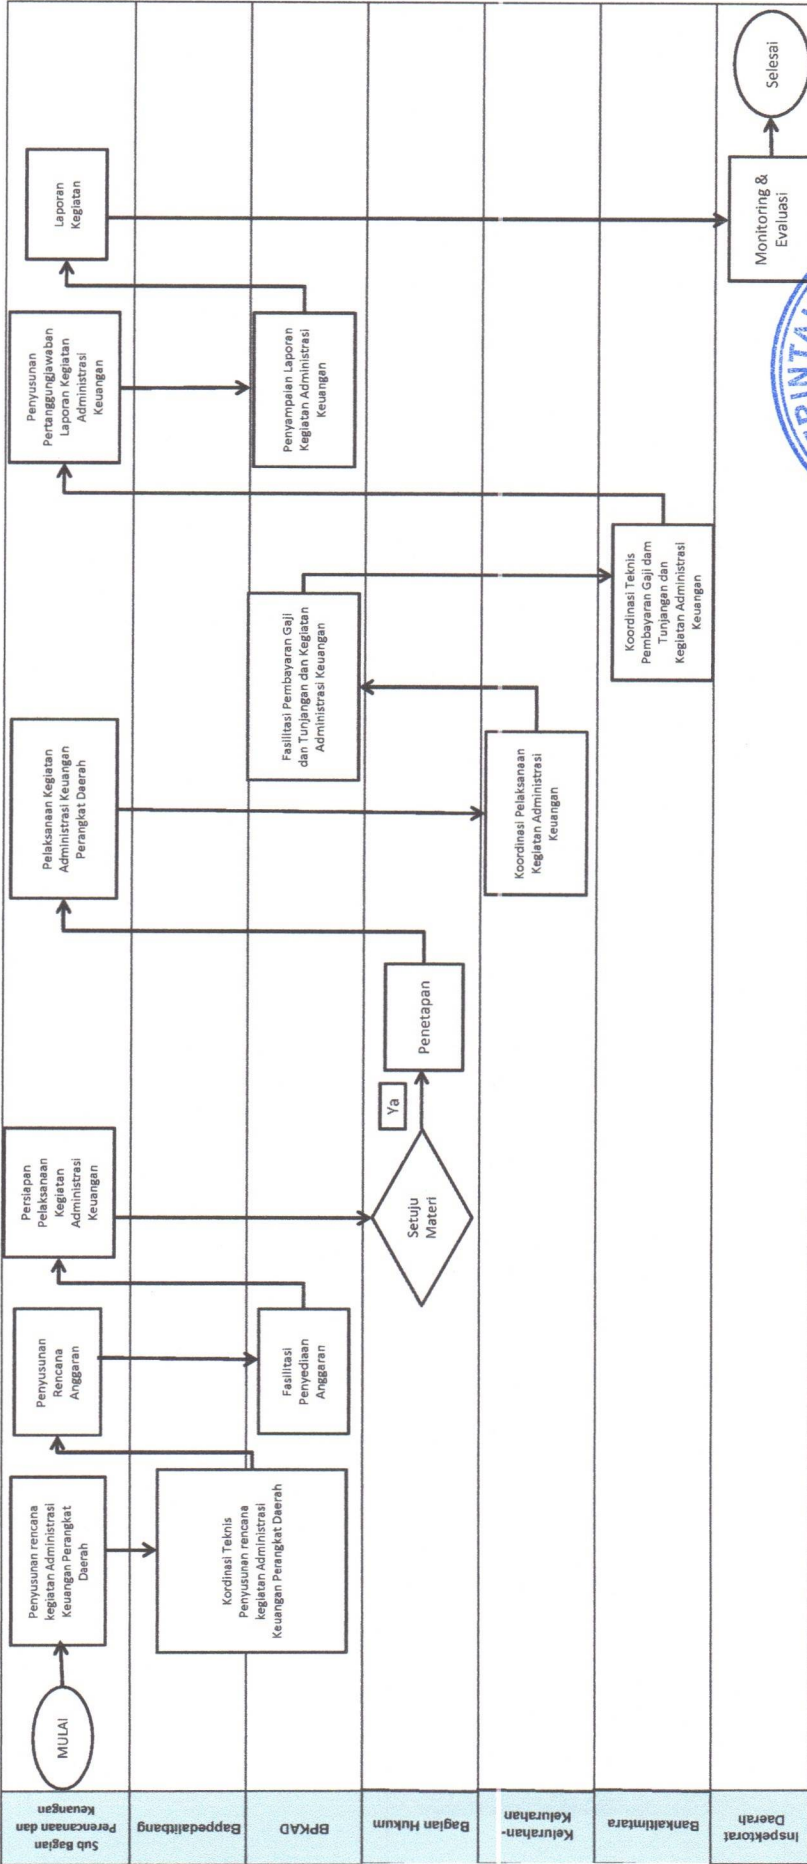 Sub Bagian
Perencanaan dan
Keuangan
Bappedalitbang
BPKAD
Bagian Hukum
Kelurahan-
Kelurahan
Bankaltimtara
Inspektorat
Daerah
MULAI
Penyusunan rencana
kegiatan Administrasi
Keuangan Perangkat
Daerah
Kordinasi Teknis
Penyusunan rencana
kegiatan Administrasi
Keuangan Perangkat Daerah
Penyusunan
Rencana
Anggaran
Fasilitasi
Penyediaan
Anggaran
Persiapan
Pelaksanaan
Kegiatan
Administrasi
Keuangan
Setuju
Materi
Ya
Penetapan
Pelaksanaan Kegiatan
Administrasi Keuangan
Perangkat Daerah
Koordinasi Pelaksanaan
Kegiatan Administrasi
Keuangan
Fasilitasi Pembayaran Gaji
dan Tunjangan dan Kegiatan
Administrasi Keuangan
Koordinasi Teknis
Pembayaran Gaji dam
Tunjangan dan
Kegiatan Administrasi
Keuangan
Penyusunan
Pertanggungjawaban
Laporan Kegiatan
Administrasi
Keuangan
Penyampaian Laporan
Kegiatan Administrasi
Keuangan
Laporan
Kegiatan
Monitoring &
Evaluasi
Selesai